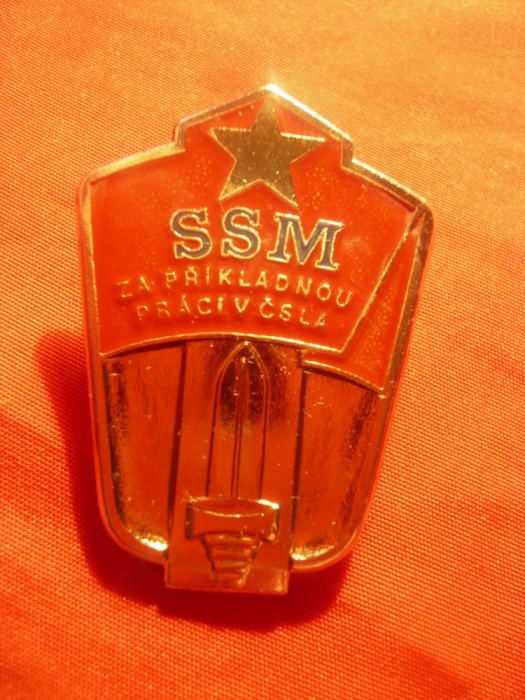 SSM
ZA PŘÍKLADNOU
PRÁCI V ČSLA